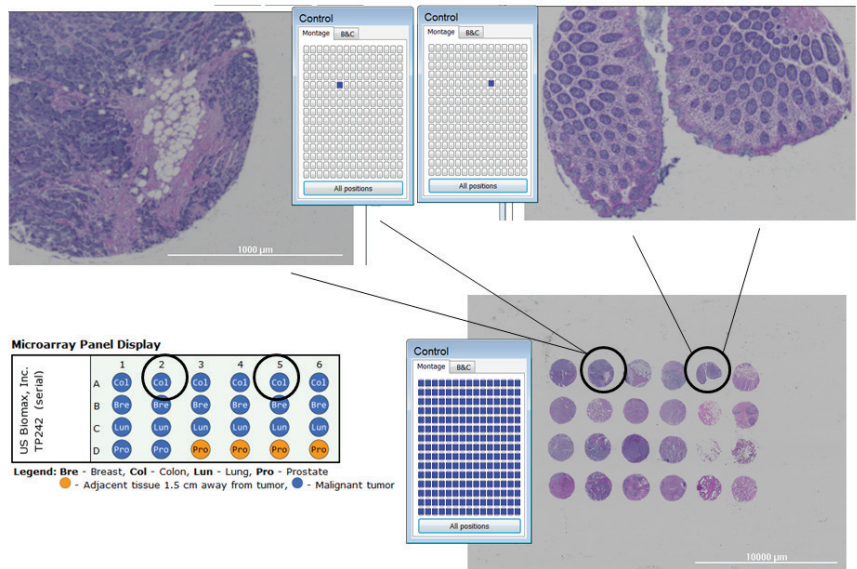 Control
Montage B&C
All positions
Control
Montage B&C
All positions
1000 µm
Microarray Panel Display
US Biomax, Inc.
TP242 (serial)
1 2 3 4 5 6
A Col Col Col Col Col Col
B Bre Bre Bre Bre Bre Bre
C Lun Lun Lun Lun Lun Lun
D Pro Pro Pro Pro Pro Pro
Legend: Bre - Breast, Col - Colon, Lun - Lung, Pro - Prostate
- Adjacent tissue 1.5 cm away from tumor, - Malignant tumor
Control
Montage B&C
All positions
10000 µm